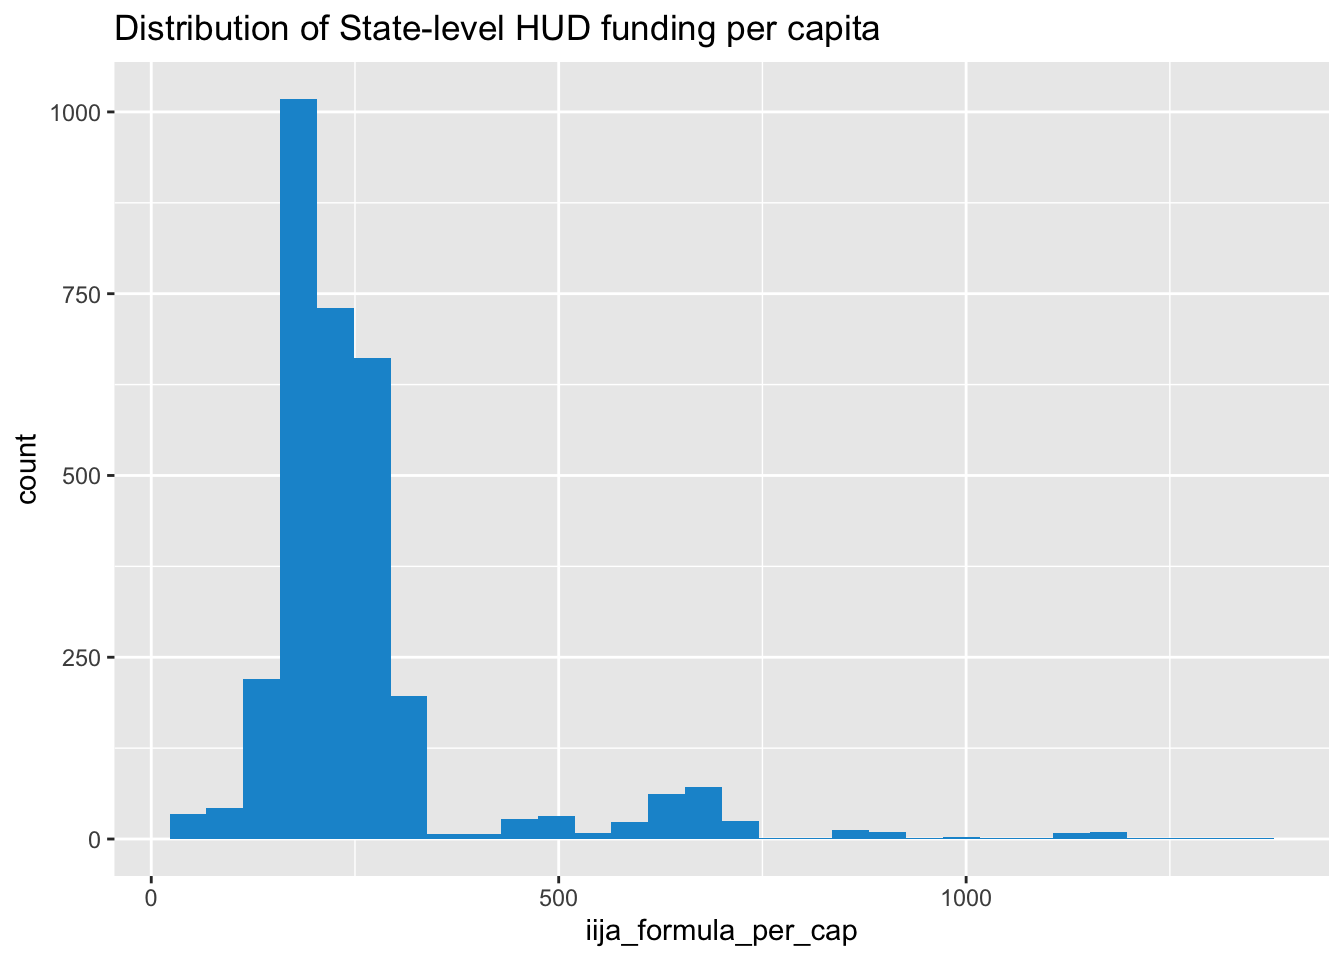 Distribution of State-level HUD funding per capita
1000
750
500
250
0
count
0 500 1000
iija_formula_per_cap